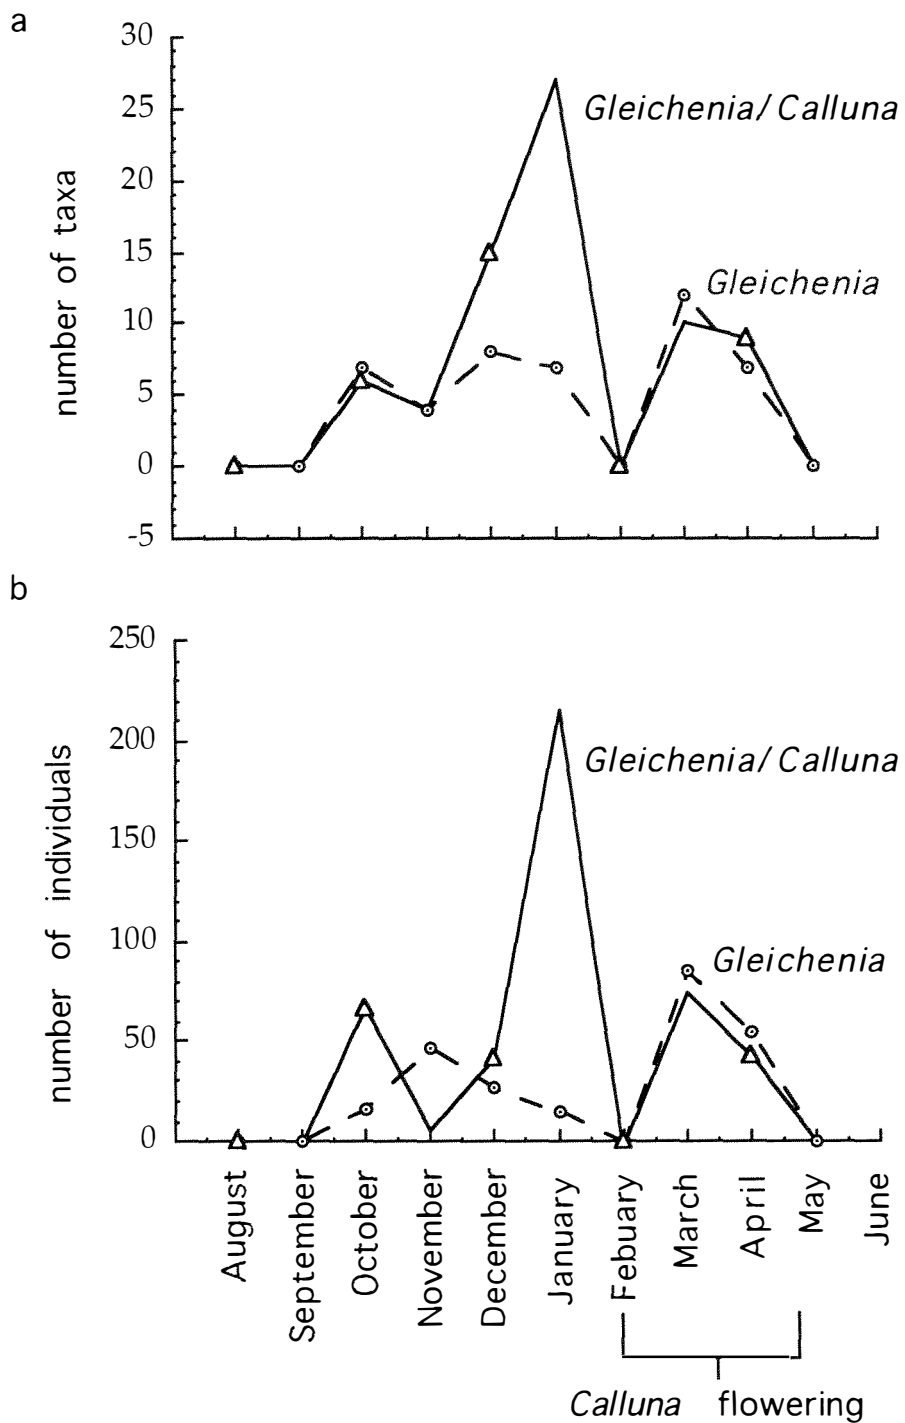 a
30
25
20
15
10
5
0
-5
number of taxa
Gleichenia/ Calluna
Gleichenia
b
250
200
150
100
50
0
number of individuals
Gleichenia/ Calluna
Gleichenia
August
September
October
November
December
January
Febuary
March
April
May
June
Calluna flowering